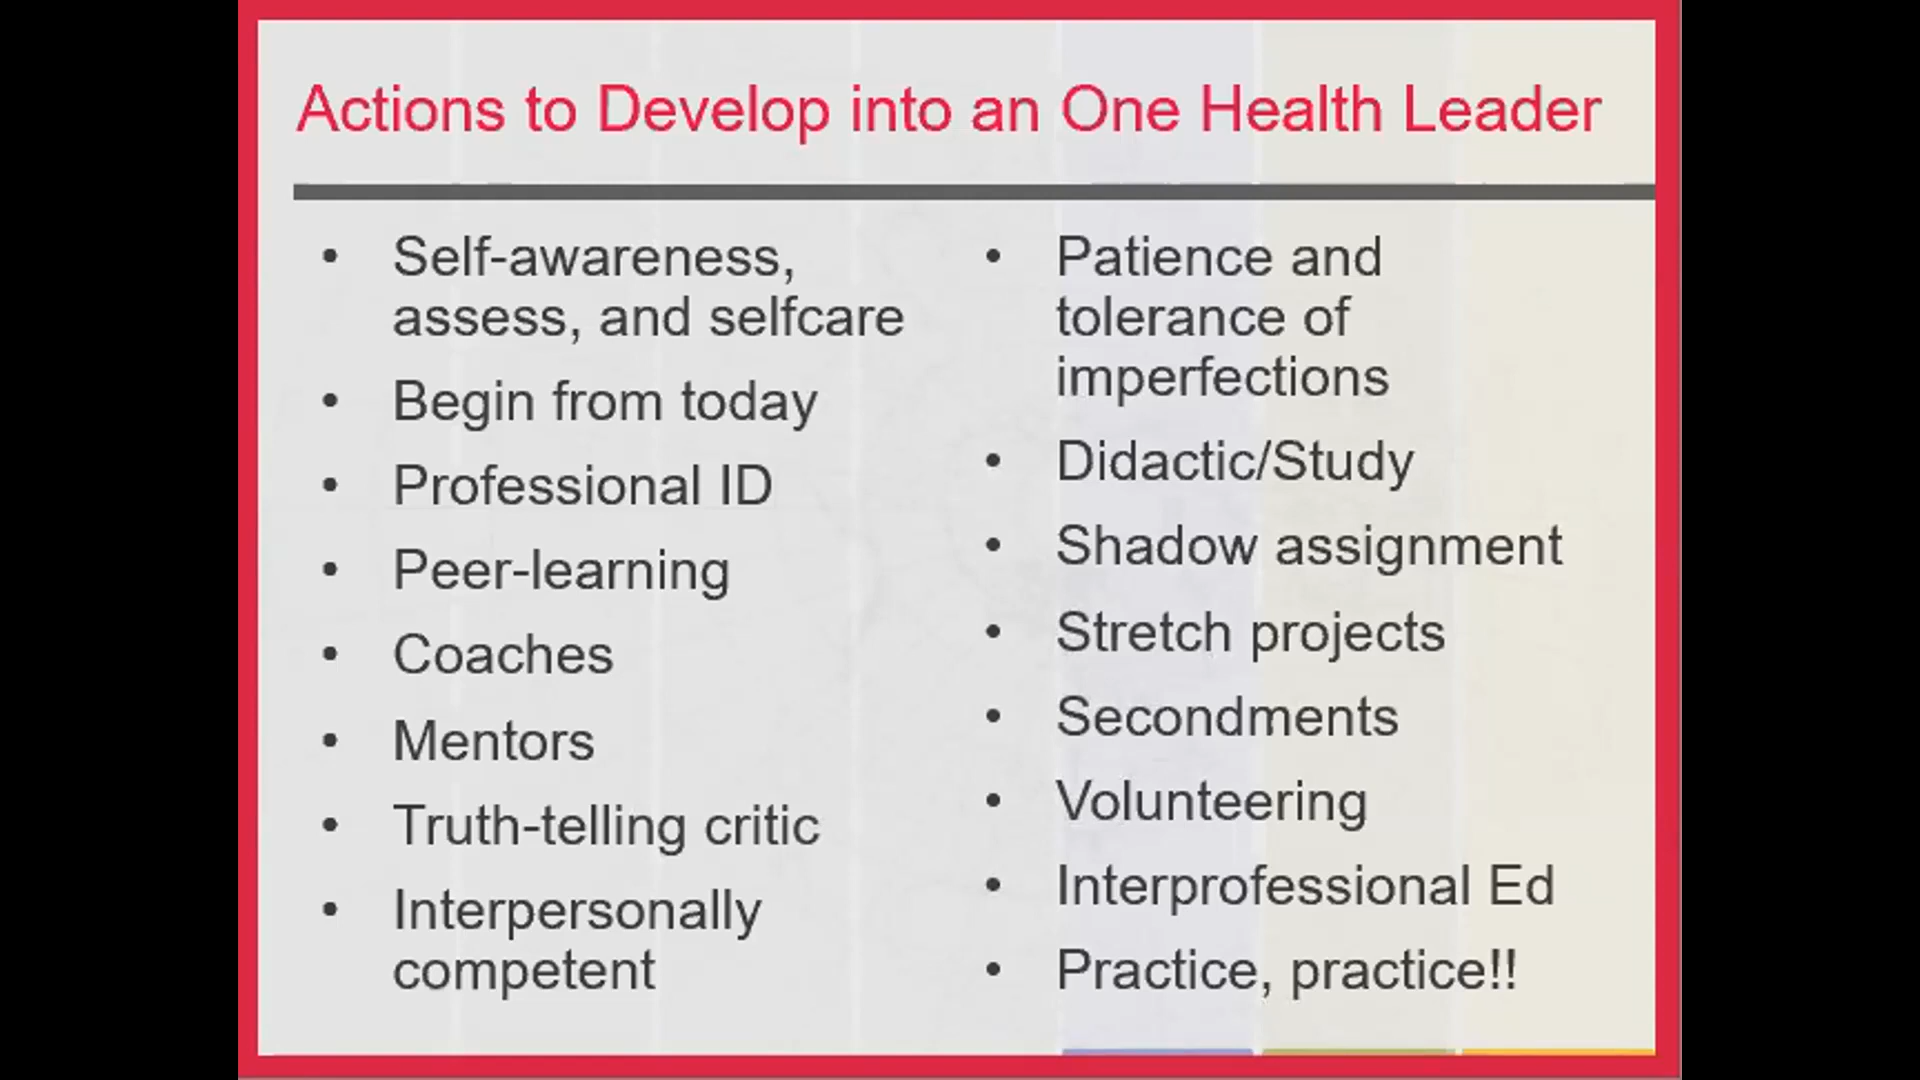 Actions to Develop into an One Health Leader
• Self-awareness,
assess, and selfcare
• Begin from today
• Professional ID
• Peer-learning
• Coaches
• Mentors
• Truth-telling critic
• Interpersonally
competent
• Patience and
tolerance of
imperfections
• Didactic/Study
• Shadow assignment
• Stretch projects
• Secondments
• Volunteering
• Interprofessional Ed
• Practice, practice!!